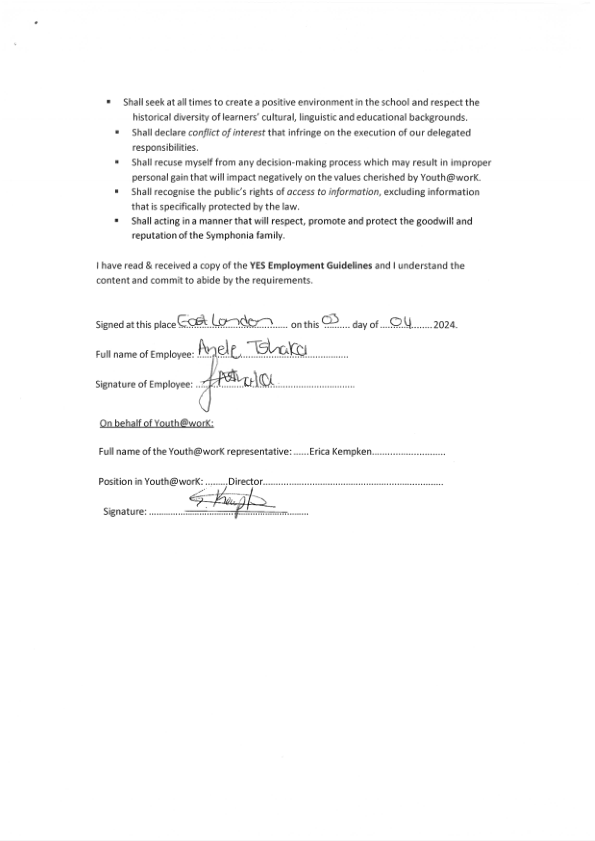 ▪ Shall seek at all times to create a positive environment in the school and respect the
historical diversity of learners' cultural, linguistic and educational backgrounds.
▪ Shall declare conflict of interest that infringe on the execution of our delegated
responsibilities.
▪ Shall recuse myself from any decision-making process which may result in improper
personal gain that will impact negatively on the values cherished by Youth@worK.
▪ Shall recognise the public's rights of access to information, excluding information
that is specifically protected by the law.
▪ Shall acting in a manner that will respect, promote and protect the goodwill and
reputation of the Symphonia family.
I have read & received a copy of the YES Employment Guidelines and I understand the
content and commit to abide by the requirements.
Signed at this place East London on this 03 day of 04 2024.
Full name of Employee: Anele Tshaka
Signature of Employee:
On behalf of Youth@worK:
Full name of the Youth@worK representative: ......Erica Kempken...........................
Position in Youth@worK: ........Director.................................................................
Signature: